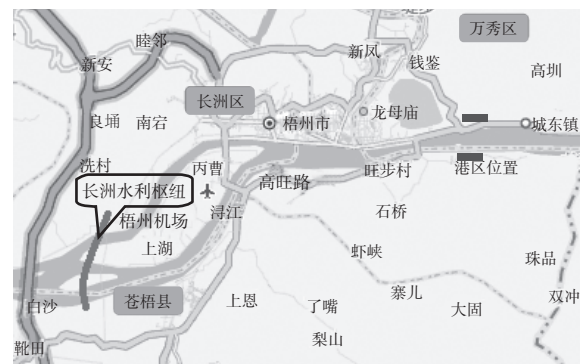 万秀区
睦邻
新凤
钱鉴
新安
高圳
长洲区
龙母庙
良埇
南宕
梧州市
城东镇
洗村
丙曹
旺步村
港区位置
长洲水利枢纽
高旺路
梧州机场
浔江
石桥
上湖
虾峡
珠品
白沙
苍梧县
上恩
了嘴
寨儿
大固
双冲
靴田
梨山